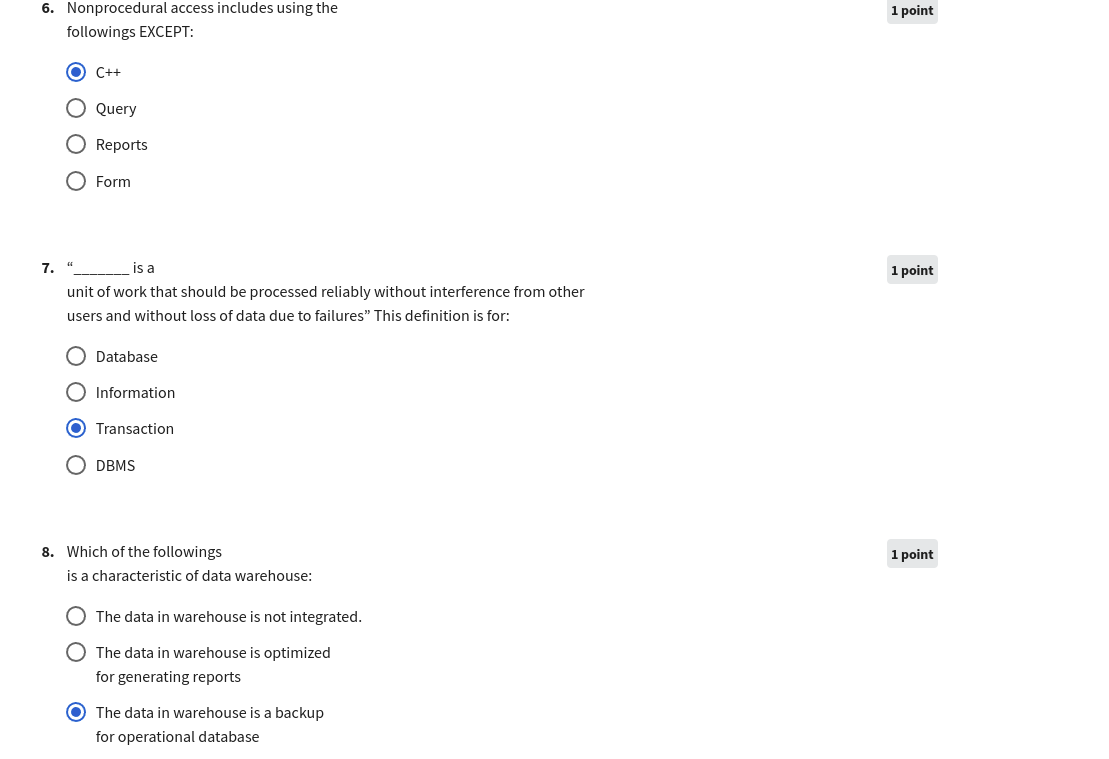 6. Nonprocedural access includes using the 1 point
followings EXCEPT:
C++
Query
Reports
Form
7. “_______ is a 1 point
unit of work that should be processed reliably without interference from other
users and without loss of data due to failures” This definition is for:
Database
Information
Transaction
DBMS
8. Which of the followings 1 point
is a characteristic of data warehouse:
The data in warehouse is not integrated.
The data in warehouse is optimized
for generating reports
The data in warehouse is a backup
for operational database